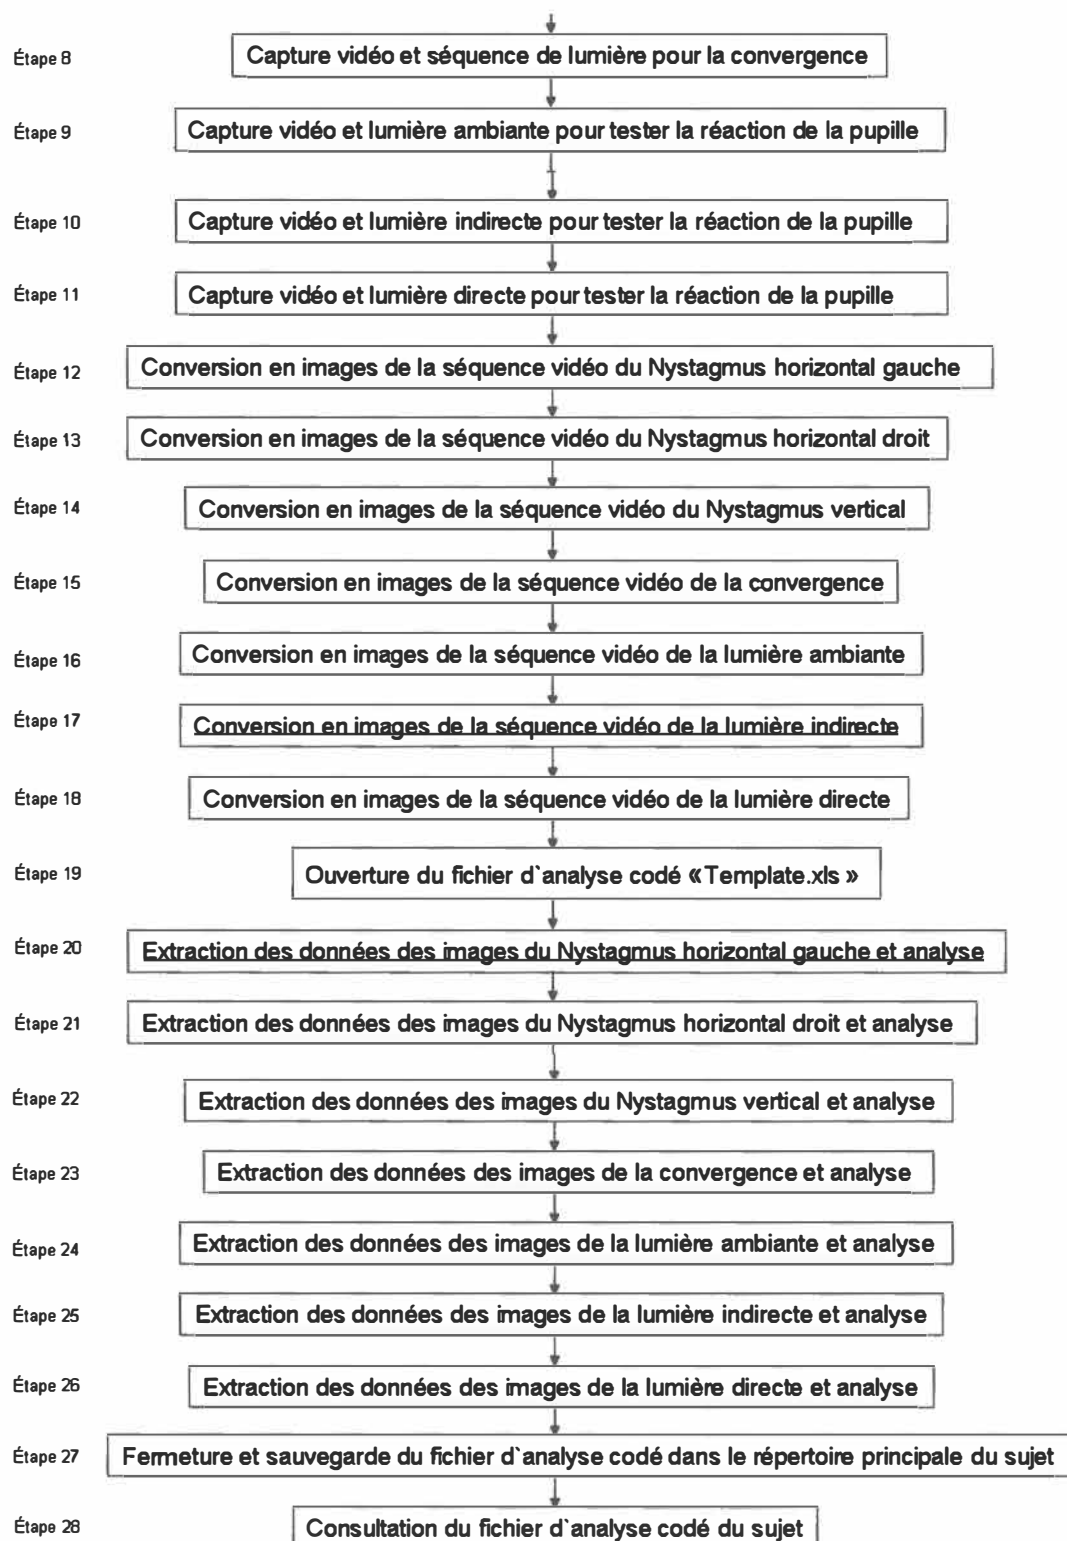 Étape 8 Capture vidéo et séquence de lumière pour la convergence
Étape 9 Capture vidéo et lumière ambiante pour tester la réaction de la pupille
Étape 10 Capture vidéo et lumière indirecte pour tester la réaction de la pupille
Étape 11 Capture vidéo et lumière directe pour tester la réaction de la pupille
Étape 12 Conversion en images de la séquence vidéo du Nystagmus horizontal gauche
Étape 13 Conversion en images de la séquence vidéo du Nystagmus horizontal droit
Étape 14 Conversion en images de la séquence vidéo du Nystagmus vertical
Étape 15 Conversion en images de la séquence vidéo de la convergence
Étape 16 Conversion en images de la séquence vidéo de la lumière ambiante
Étape 17 Conversion en images de la séquence vidéo de la lumière indirecte
Étape 18 Conversion en images de la séquence vidéo de la lumière directe
Étape 19 Ouverture du fichier d`analyse codé «Template.xls »
Étape 20 Extraction des données des images du Nystagmus horizontal gauche et analyse
Étape 21 Extraction des données des images du Nystagmus horizontal droit et analyse
Étape 22 Extraction des données des images du Nystagmus vertical et analyse
Étape 23 Extraction des données des images de la convergence et analyse
Étape 24 Extraction des données des images de la lumière ambiante et analyse
Étape 25 Extraction des données des images de la lumière indirecte et analyse
Étape 26 Extraction des données des images de la lumière directe et analyse
Étape 27 Fermeture et sauvegarde du fichier d`analyse codé dans le répertoire principale du sujet
Étape 28 Consultation du fichier d`analyse codé du sujet